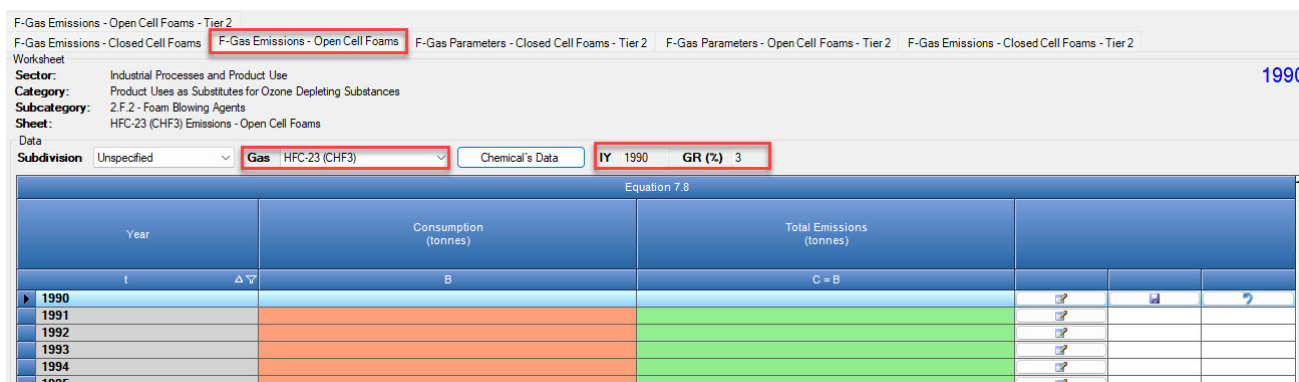 F-Gas Emissions - Open Cell Foams - Tier 2
F-Gas Emissions - Closed Cell Foams F-Gas Emissions - Open Cell Foams F-Gas Parameters - Closed Cell Foams - Tier 2 F-Gas Parameters - Open Cell Foams - Tier 2 F-Gas Emissions - Closed Cell Foams - Tier 2
Worksheet
Sector: Industrial Processes and Product Use 1990
Category: Product Uses as Substitutes for Ozone Depleting Substances
Subcategory: 2.F.2 - Foam Blowing Agents
Sheet: HFC-23 (CHF3) Emissions - Open Cell Foams
Data
Subdivision Unspecified Gas HFC-23 (CHF3) Chemical`s Data IY 1990 GR (%) 3
Equation 7.8
Year Consumption (tonnes) Total Emissions (tonnes)
t B C = B
1990
1991
1992
1993
1994
1995